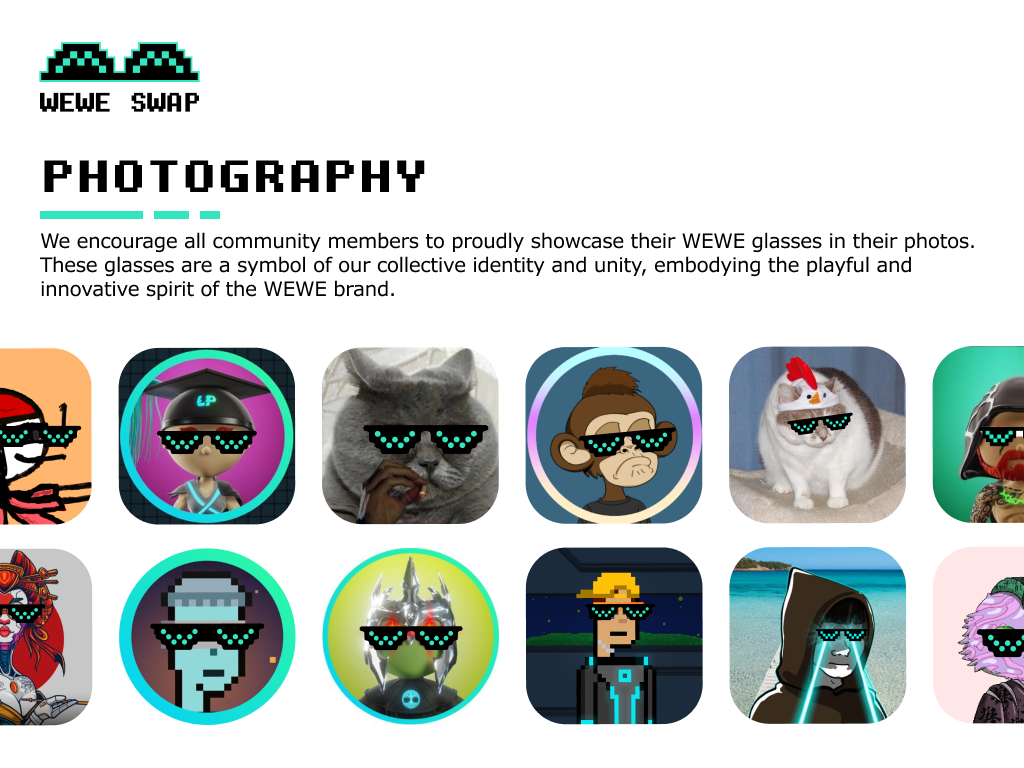 WEWE SWAP
PHOTOGRAPHY
We encourage all community members to proudly showcase their WEWE glasses in their photos.
These glasses are a symbol of our collective identity and unity, embodying the playful and
innovative spirit of the WEWE brand.
LP